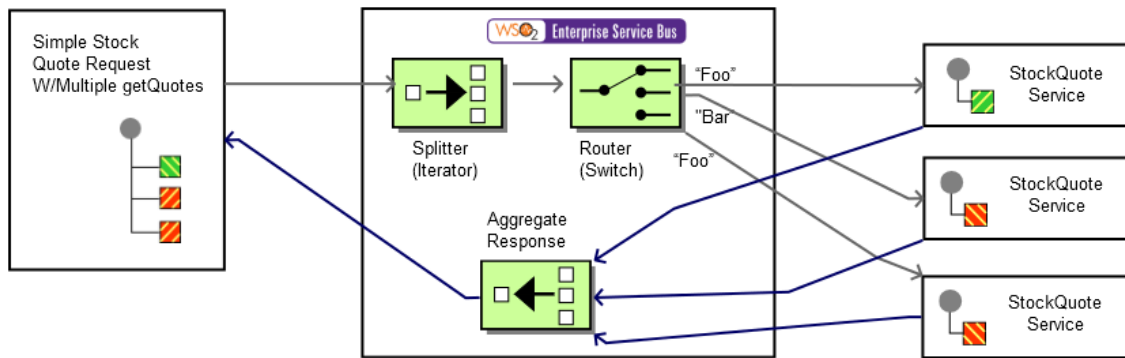 Simple Stock
Quote Request
W/Multiple getQuotes
WSO2 Enterprise Service Bus
Splitter
(Iterator)
Router
(Switch)
“Foo”
"Bar”
“Foo”
Aggregate
Response
StockQuote
Service
StockQuote
Service
StockQuote
Service